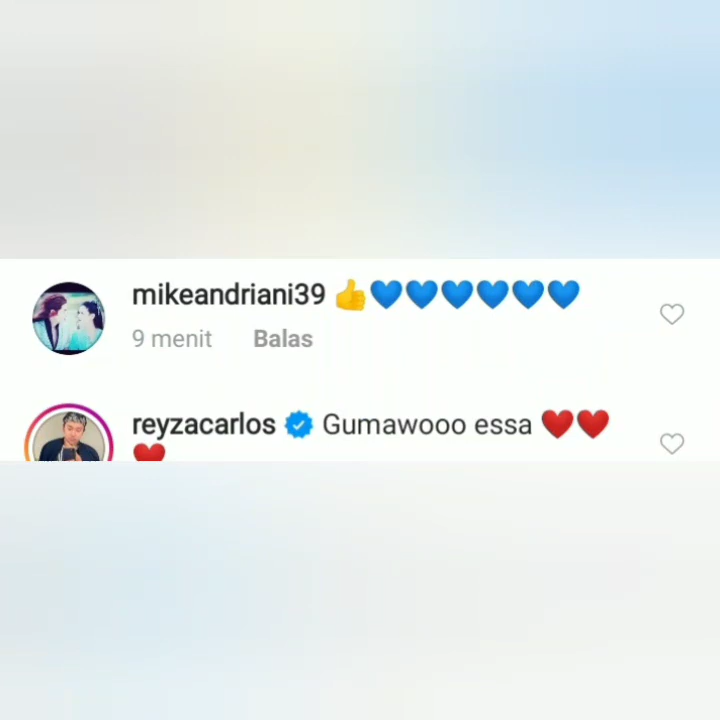 mikeandriani39 👍💙💙💙💙💙💙
9 menit Balas
reyzacarlos Gumawooo essa ❤️❤️
❤️